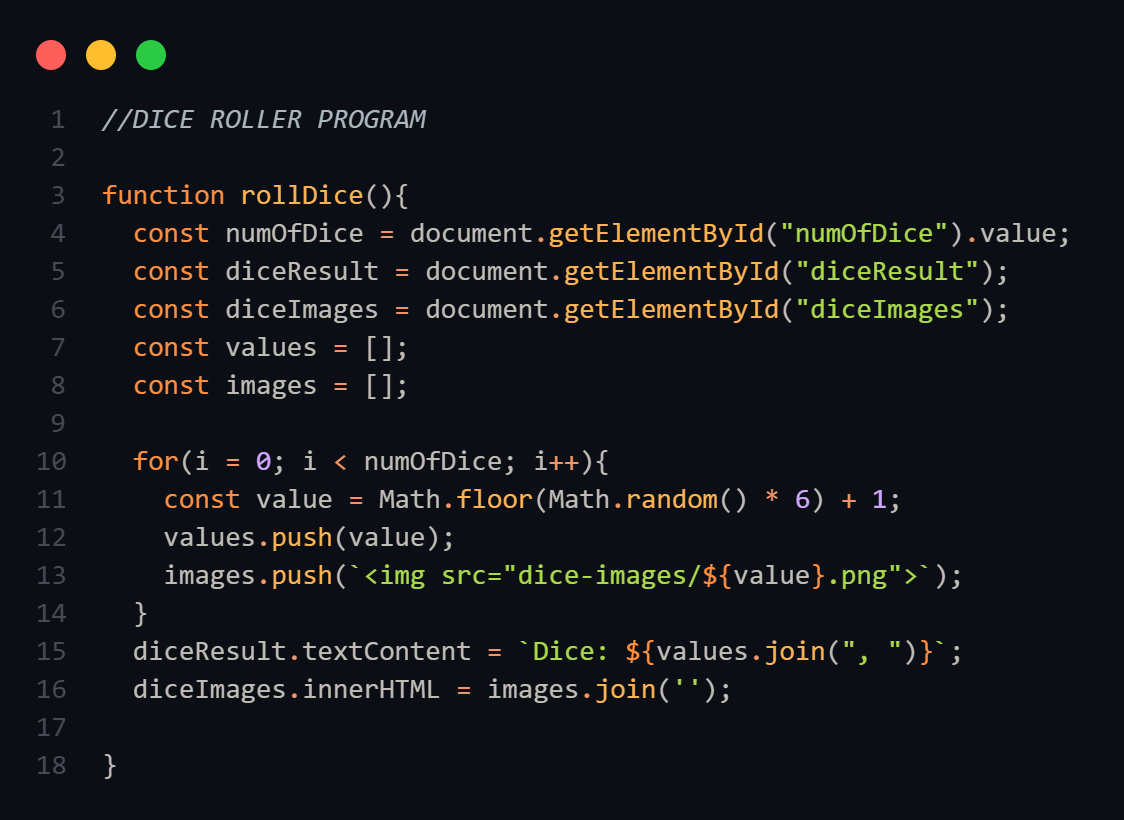 1 //DICE ROLLER PROGRAM
2
3 function rollDice(){
4   const numOfDice = document.getElementById("numOfDice").value;
5   const diceResult = document.getElementById("diceResult");
6   const diceImages = document.getElementById("diceImages");
7   const values = [];
8   const images = [];
9
10   for(i = 0; i < numOfDice; i++){
11     const value = Math.floor(Math.random() * 6) + 1;
12     values.push(value);
13     images.push(`<img src="dice-images/${value}.png">`);
14   }
15   diceResult.textContent = `Dice: ${values.join(", ")}`;
16   diceImages.innerHTML = images.join('');
17
18 }